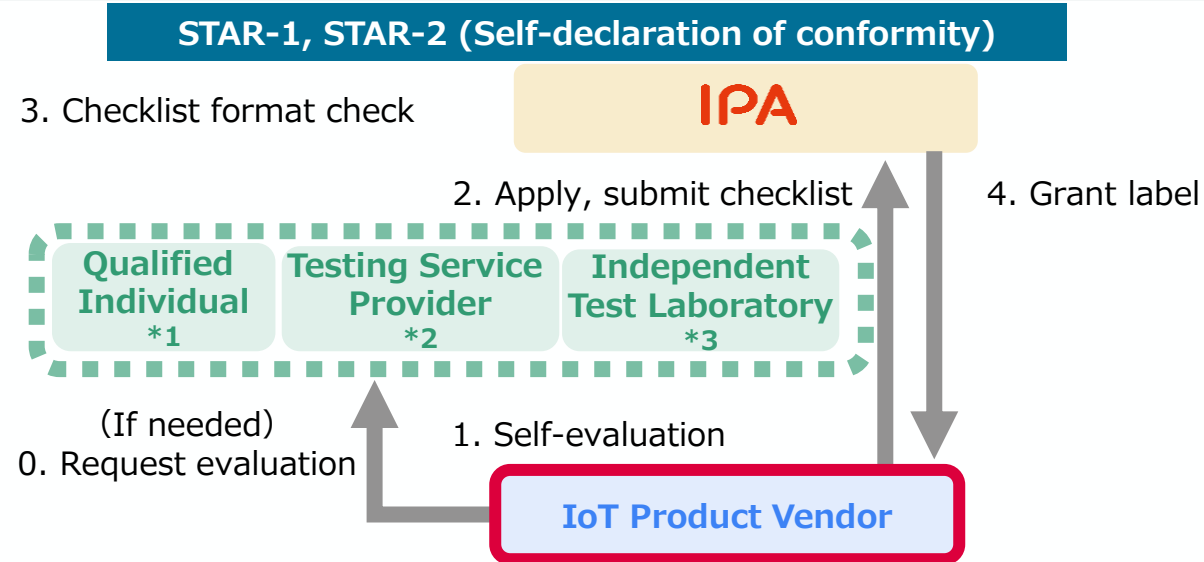 STAR-1, STAR-2 (Self-declaration of conformity)
3. Checklist format check
IPA
2. Apply, submit checklist
4. Grant label
Qualified
Individual
*1
Testing Service
Provider
*2
Independent
Test Laboratory
*3
（If needed）
0. Request evaluation
1. Self-evaluation
IoT Product Vendor